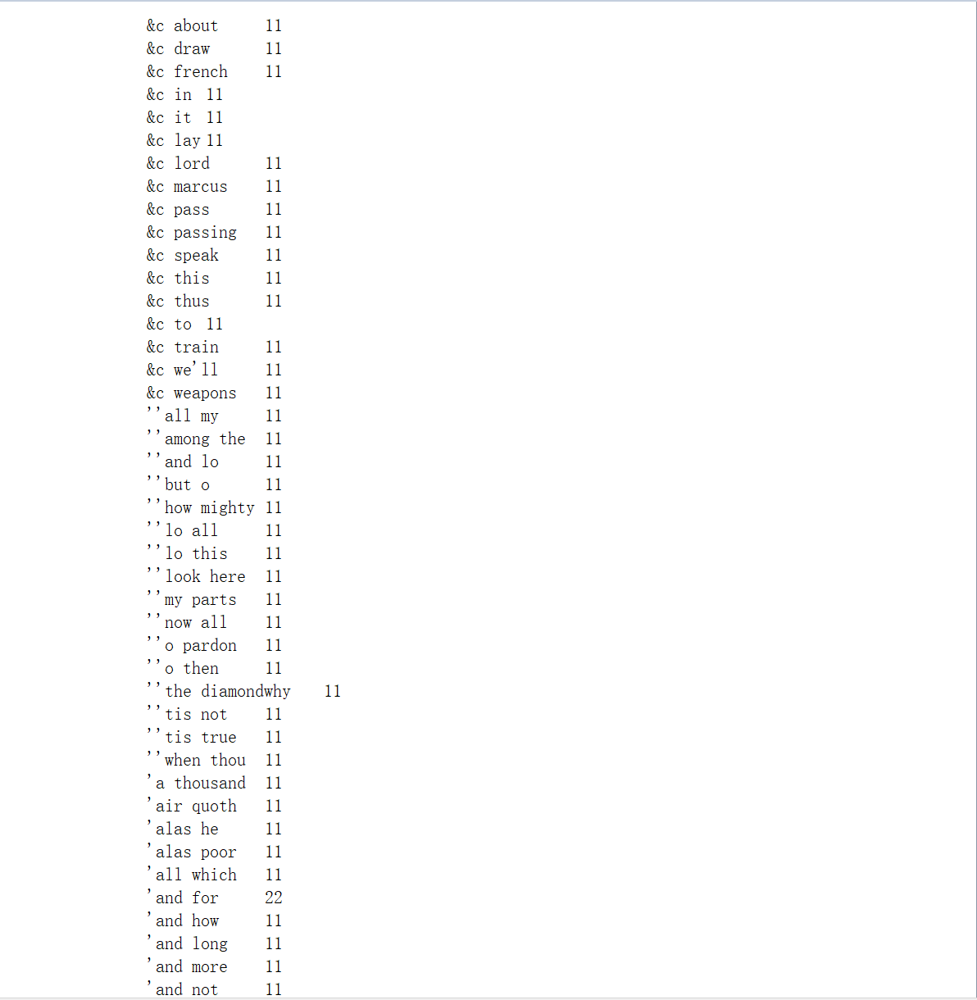 &c about	11
&c draw	11
&c french	11
&c in	11
&c it	11
&c lay	11
&c lord	11
&c marcus	11
&c pass	11
&c passing	11
&c speak	11
&c this	11
&c thus	11
&c to	11
&c train	11
&c we'll	11
&c weapons	11
''all my	11
''among the	11
''and lo	11
''but o	11
''how mighty	11
''lo all	11
''lo this	11
''look here	11
''my parts	11
''now all	11
''o pardon	11
''o then	11
''the diamondwhy	11
''tis not	11
''tis true	11
''when thou	11
'a thousand	11
'air quoth	11
'alas he	11
'alas poor	11
'all which	11
'and for	22
'and how	11
'and long	11
'and more	11
'and not	11